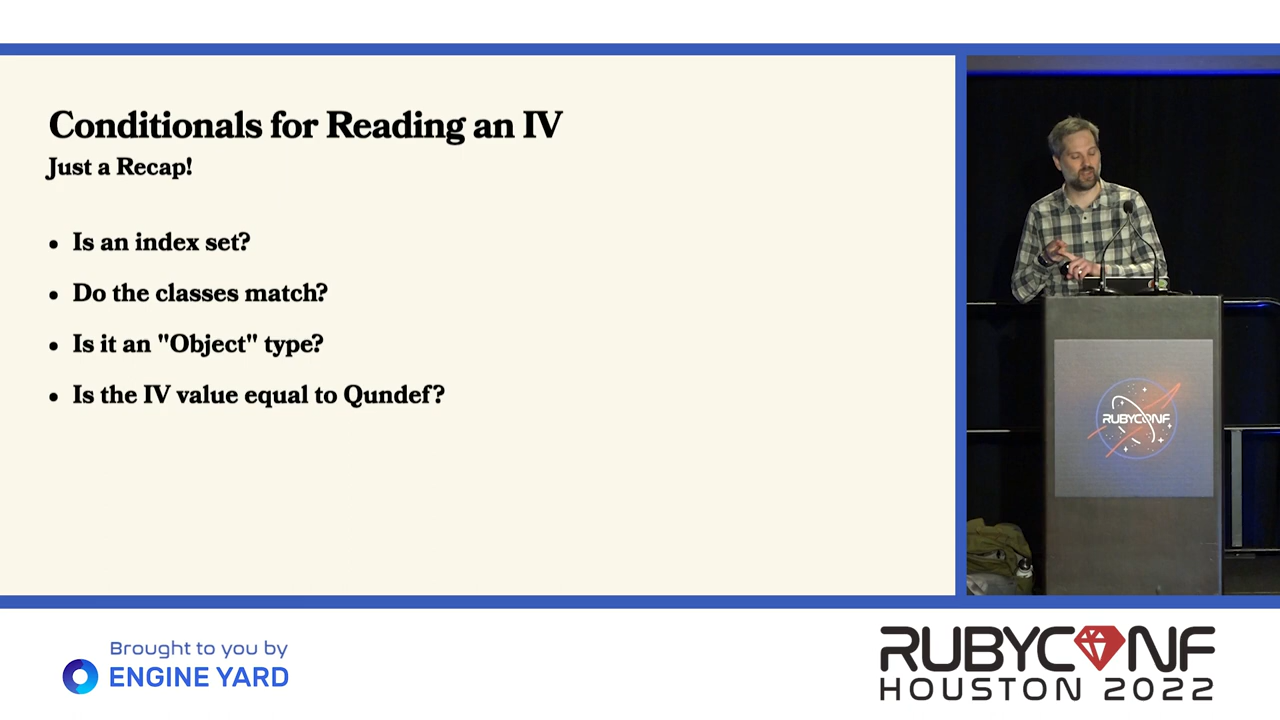 Conditionals for Reading an IV
Just a Recap!
• Is an index set?
• Do the classes match?
• Is it an "Object" type?
• Is the IV value equal to Qundef?
RUBYCONF
Brought to you by
ENGINE YARD
RUBYCONF
HOUSTON 2022